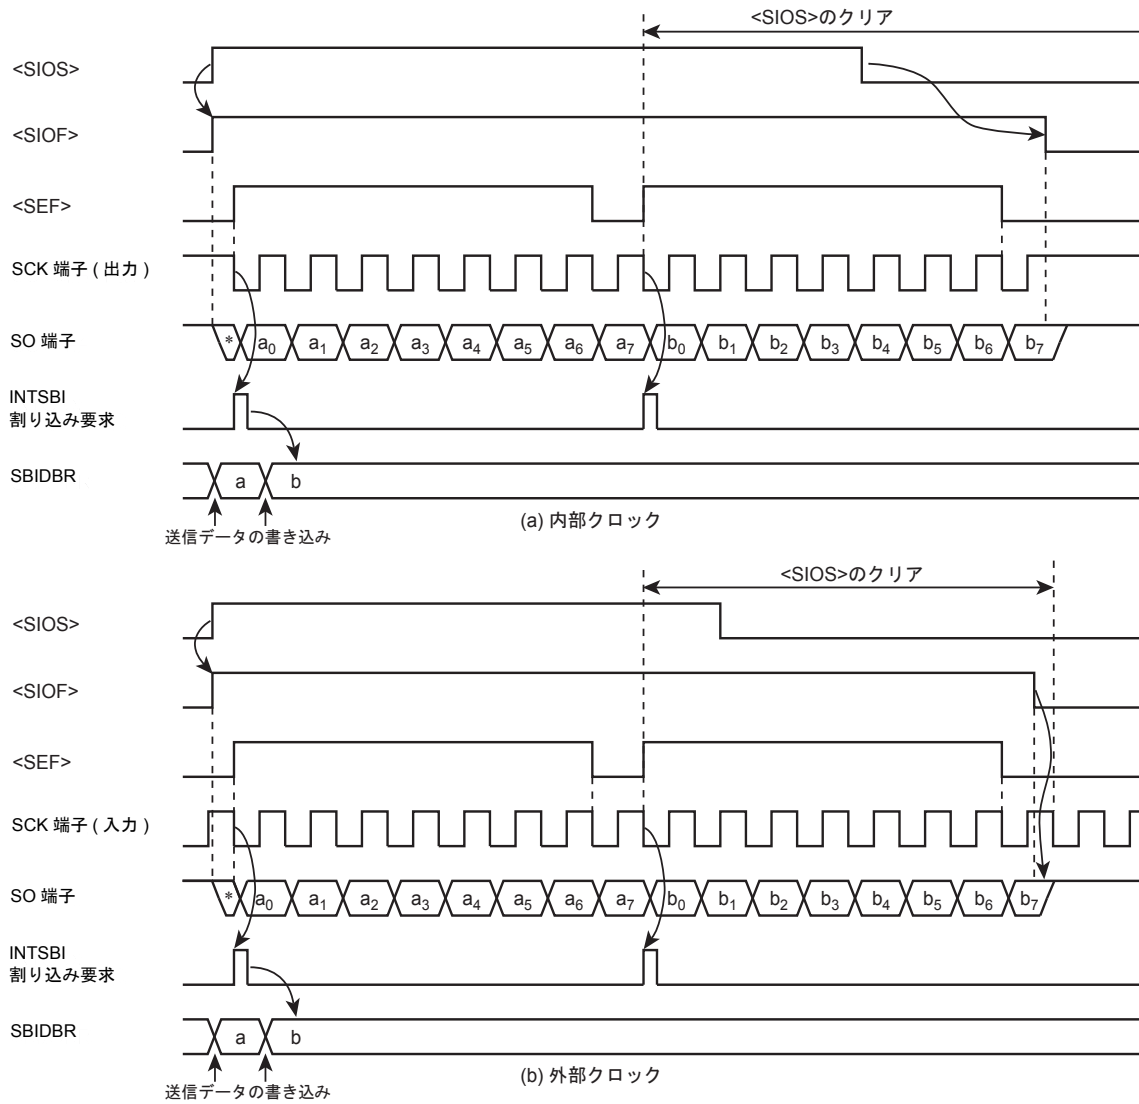 <SIOS>のクリア
<SIOS>
<SIOF>
<SEF>
SCK 端子 ( 出力 )
SO 端子
* a0 a1 a2 a3 a4 a5 a6 a7 b0 b1 b2 b3 b4 b5 b6 b7
INTSBI
割り込み要求
SBIDBR
a b
送信データの書き込み
(a) 内部クロック
<SIOS>のクリア
<SIOS>
<SIOF>
<SEF>
SCK 端子 ( 入力 )
SO 端子
* a0 a1 a2 a3 a4 a5 a6 a7 b0 b1 b2 b3 b4 b5 b6 b7
INTSBI
割り込み要求
SBIDBR
a b
送信データの書き込み
(b) 外部クロック